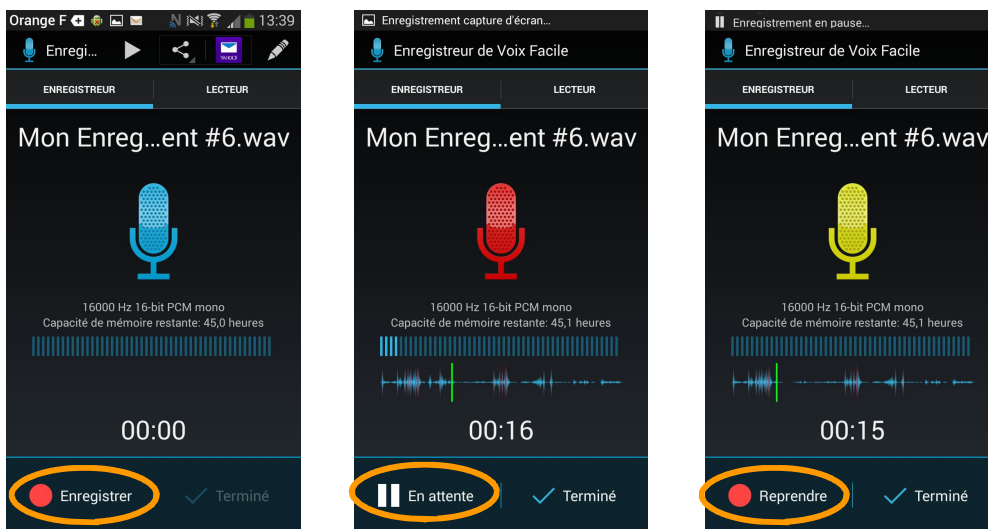 Orange F 13:39
Enregi...
YAHOO!
ENREGISTREUR LECTEUR
Mon Enreg...ent #6.wav
16000 Hz 16-bit PCM mono
Capacité de mémoire restante: 45,0 heures
00:00
Enregistrer Terminé
Enregistrement capture d'écran...
Enregistreur de Voix Facile
ENREGISTREUR LECTEUR
Mon Enreg...ent #6.wav
16000 Hz 16-bit PCM mono
Capacité de mémoire restante: 45,1 heures
00:16
En attente Terminé
Enregistrement en pause...
Enregistreur de Voix Facile
ENREGISTREUR LECTEUR
Mon Enreg...ent #6.wav
16000 Hz 16-bit PCM mono
Capacité de mémoire restante: 45,1 heures
00:15
Reprendre Terminé